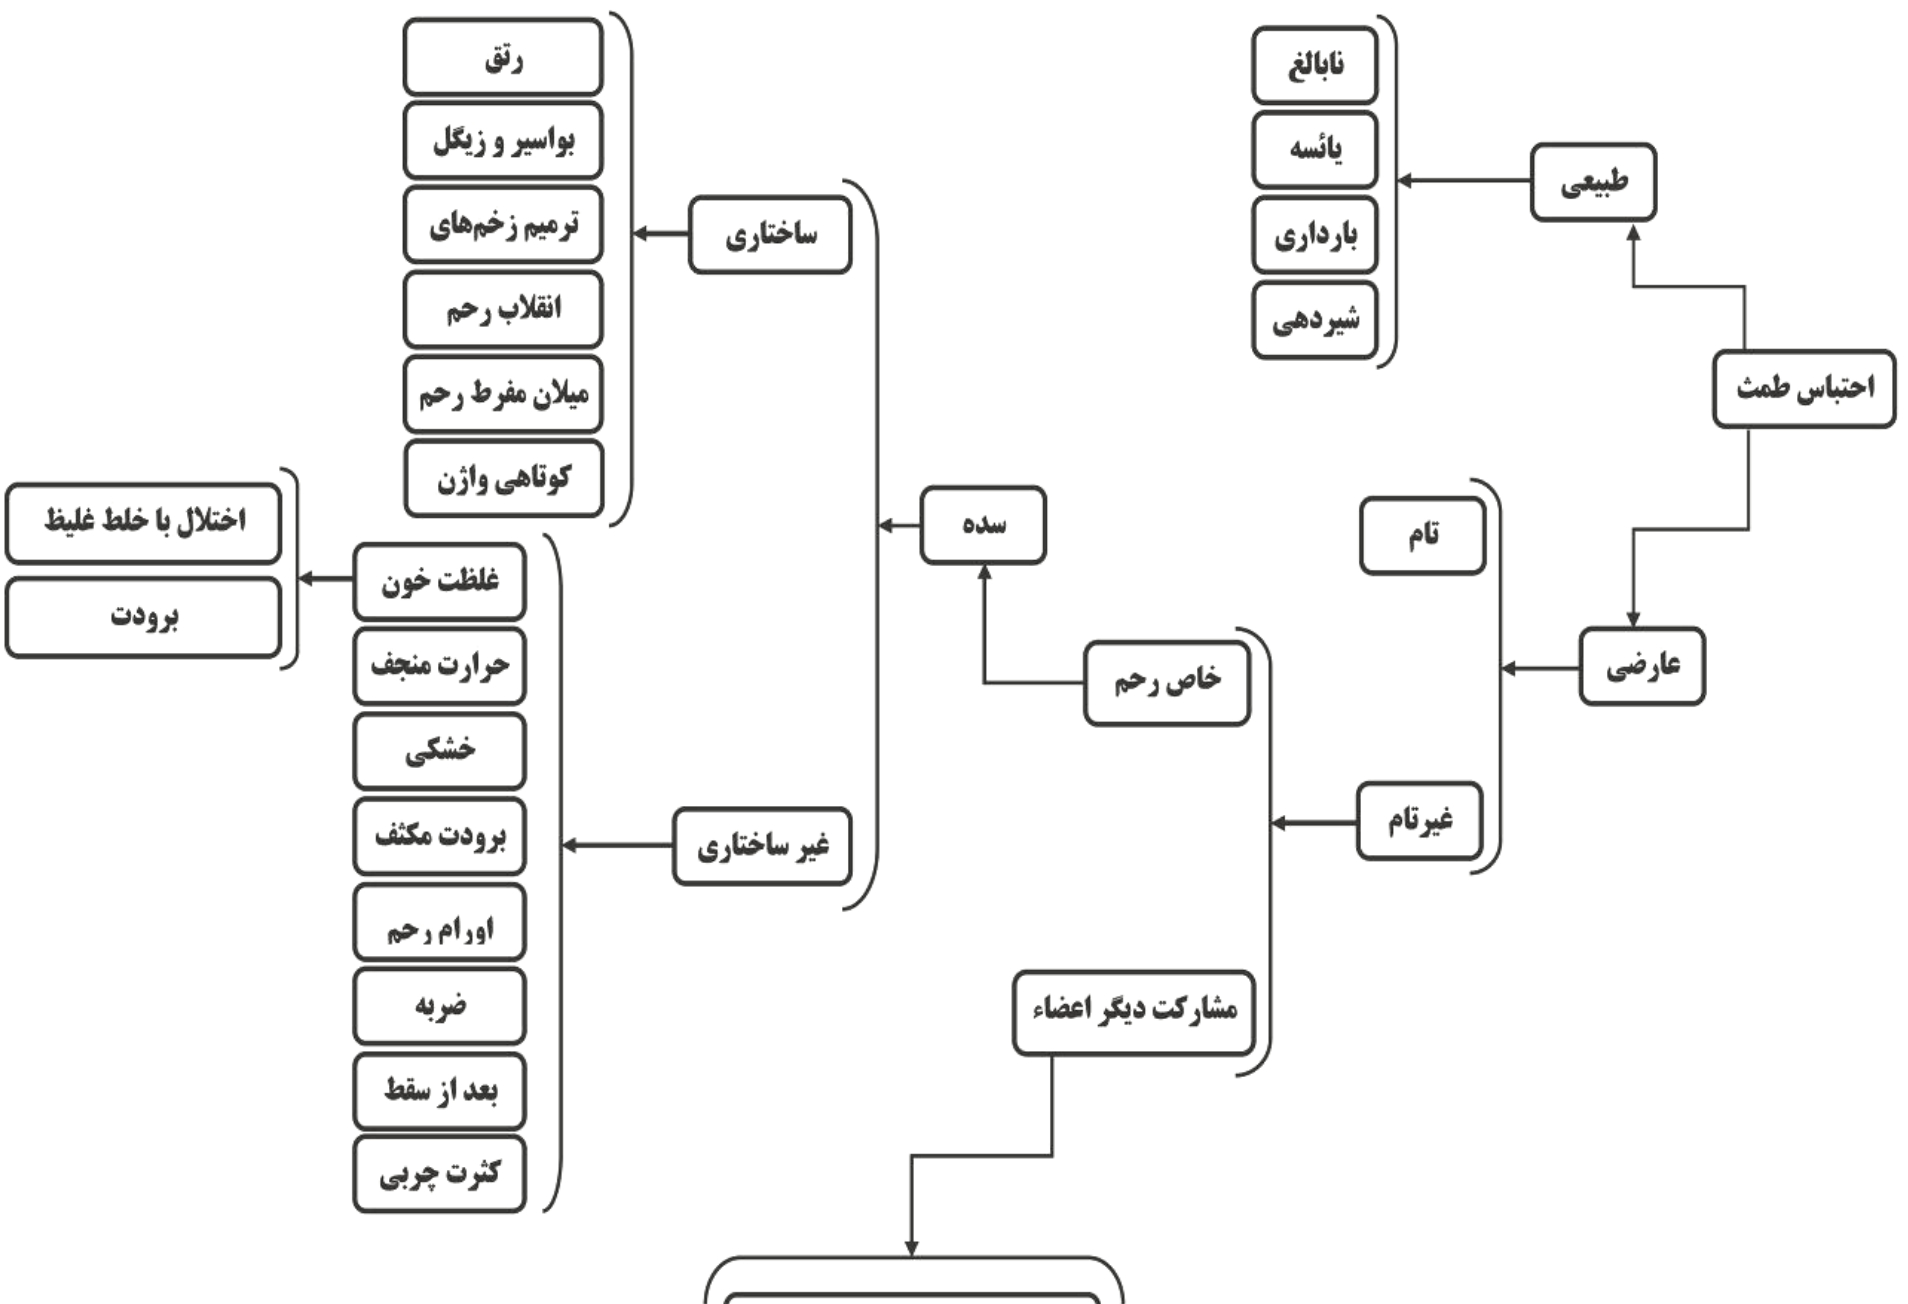 احتباس طمث
طبیعی
نابالغ
یائسه
بارداری
شیردهی
عارضی
تام
غیرتام
خاص رحم
سده
ساختاری
رتق
بواسیر و زیگل
ترمیم زخم‌های
انقلاب رحم
میلان مفرط رحم
کوتاهی واژن
غیر ساختاری
غلظت خون
اختلال با خلط غلیظ
برودت
حرارت منجف
خشکی
برودت مکثف
اورام رحم
ضربه
بعد از سقط
کثرت چربی
مشارکت دیگر اعضاء